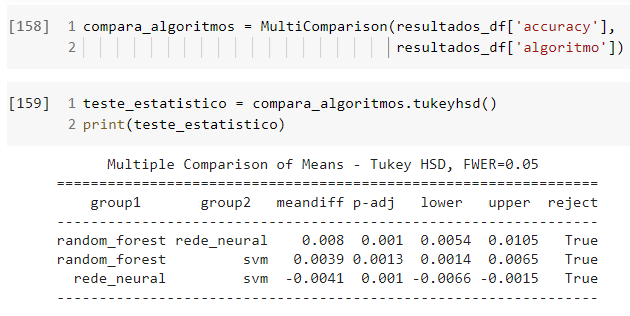 [158] 1 compara_algoritmos = MultiComparison(resultados_df['accuracy'],
2 resultados_df['algoritmo'])
[159] 1 teste_estatistico = compara_algoritmos.tukeyhsd()
2 print(teste_estatistico)
Multiple Comparison of Means - Tukey HSD, FWER=0.05
================================================================
group1 group2 meandiff p-adj lower upper reject
----------------------------------------------------------------
random_forest rede_neural 0.008 0.001 0.0054 0.0105 True
random_forest svm 0.0039 0.0013 0.0014 0.0065 True
rede_neural svm -0.0041 0.001 -0.0066 -0.0015 True
----------------------------------------------------------------